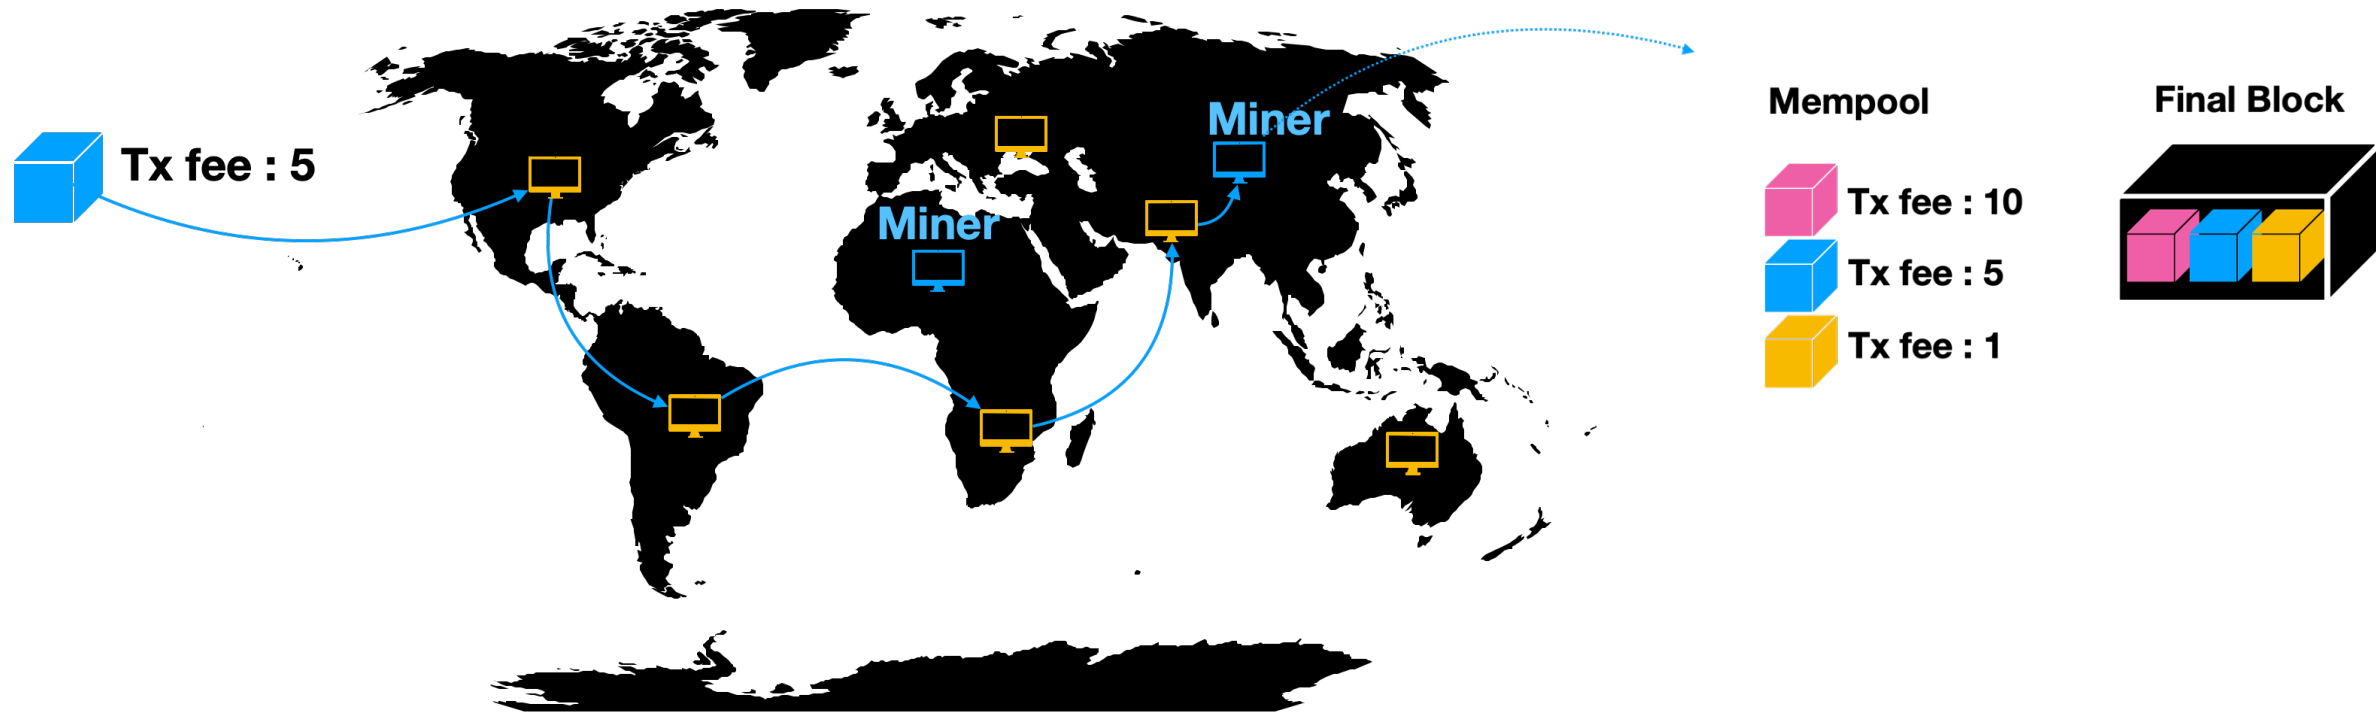 Tx fee : 5
Miner
Miner
Mempool
Tx fee : 10
Tx fee : 5
Tx fee : 1
Final Block